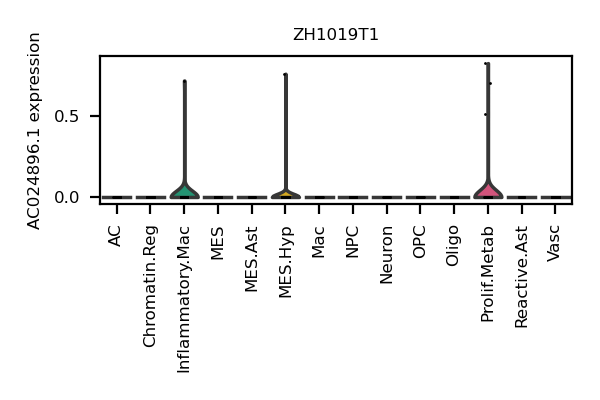 ZH1019T1
AC024896.1 expression
0.5
0.0
AC
Chromatin.Reg
Inflammatory.Mac
MES
MES.Ast
MES.Hyp
Mac
NPC
Neuron
OPC
Oligo
Prolif.Metab
Reactive.Ast
Vasc